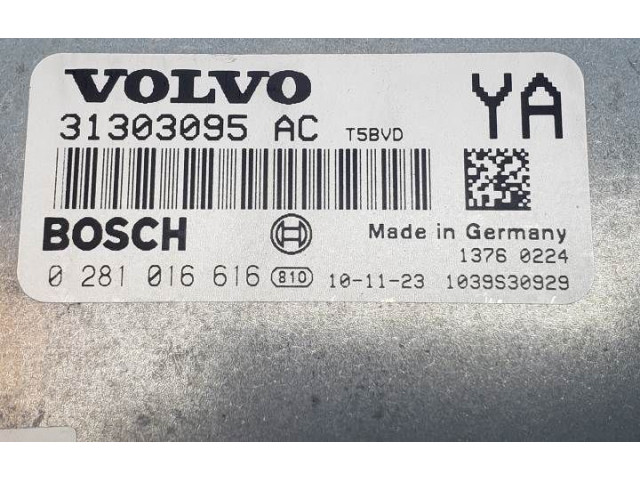 VOLVO YA
31303095 AC T5BVD
BOSCH Made in Germany
1376 0224
0 281 016 616 810 10-11-23 1039S30929